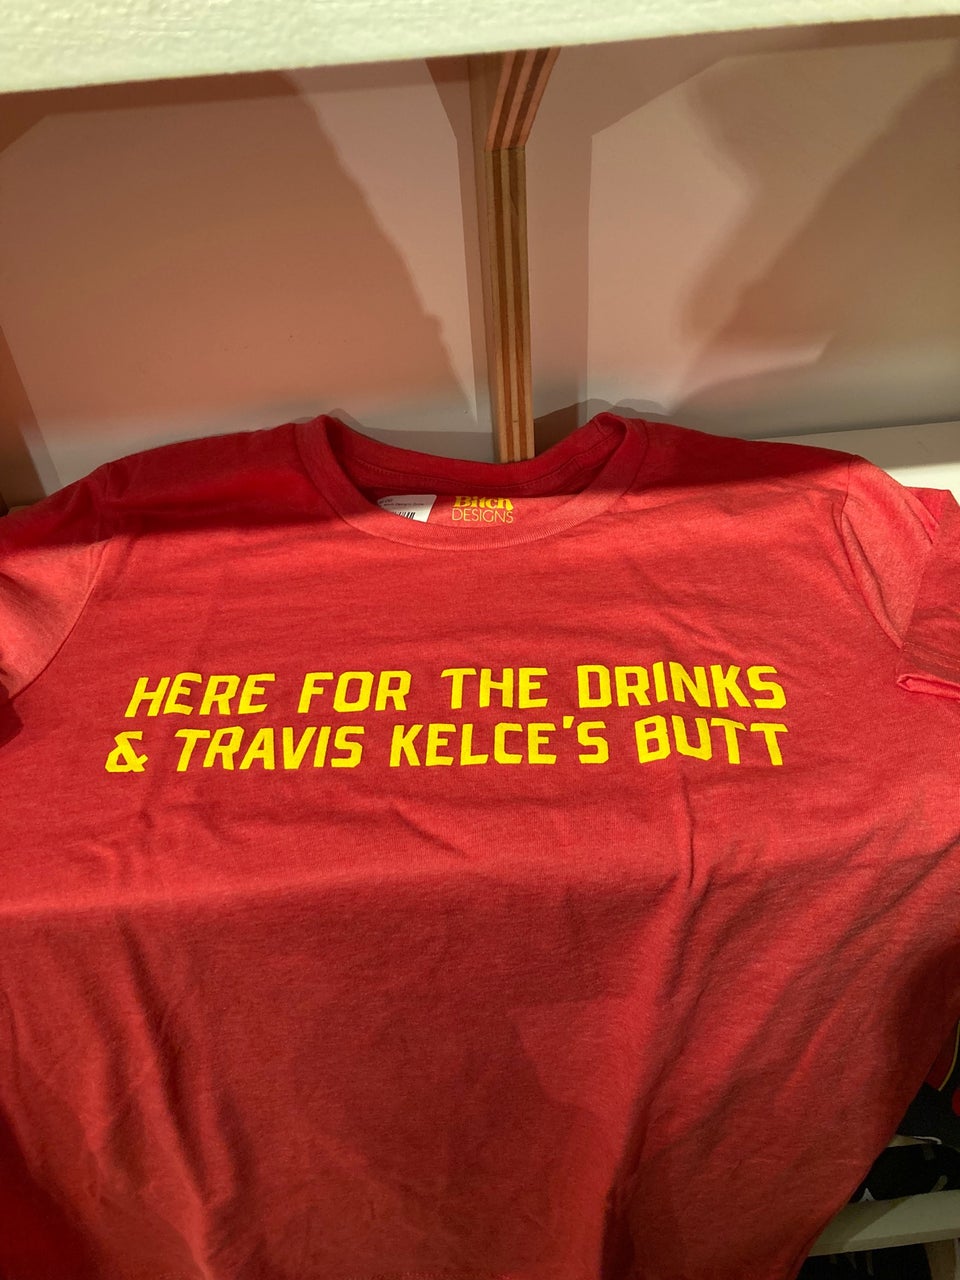 Bitch
DESIGNS
HERE FOR THE DRINKS
& TRAVIS KELCE'S BUTT